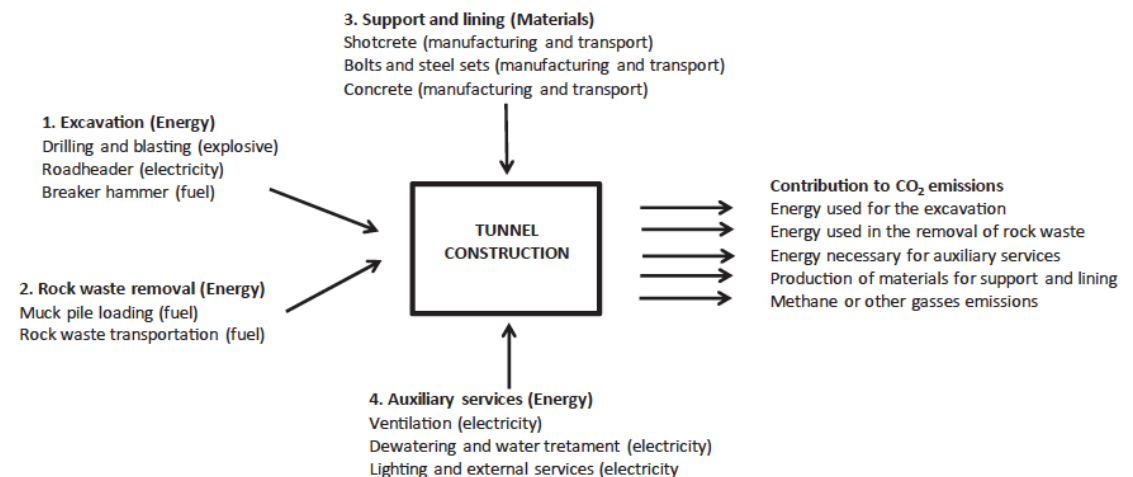 3. Support and lining (Materials)
Shotcrete (manufacturing and transport)
Bolts and steel sets (manufacturing and transport)
Concrete (manufacturing and transport)
1. Excavation (Energy)
Drilling and blasting (explosive)
Roadheader (electricity)
Breaker hammer (fuel)
2. Rock waste removal (Energy)
Muck pile loading (fuel)
Rock waste transportation (fuel)
TUNNEL
CONSTRUCTION
Contribution to CO₂ emissions
Energy used for the excavation
Energy used in the removal of rock waste
Energy necessary for auxiliary services
Production of materials for support and lining
Methane or other gasses emissions
4. Auxiliary services (Energy)
Ventilation (electricity)
Dewatering and water tretament (electricity)
Lighting and external services (electricity